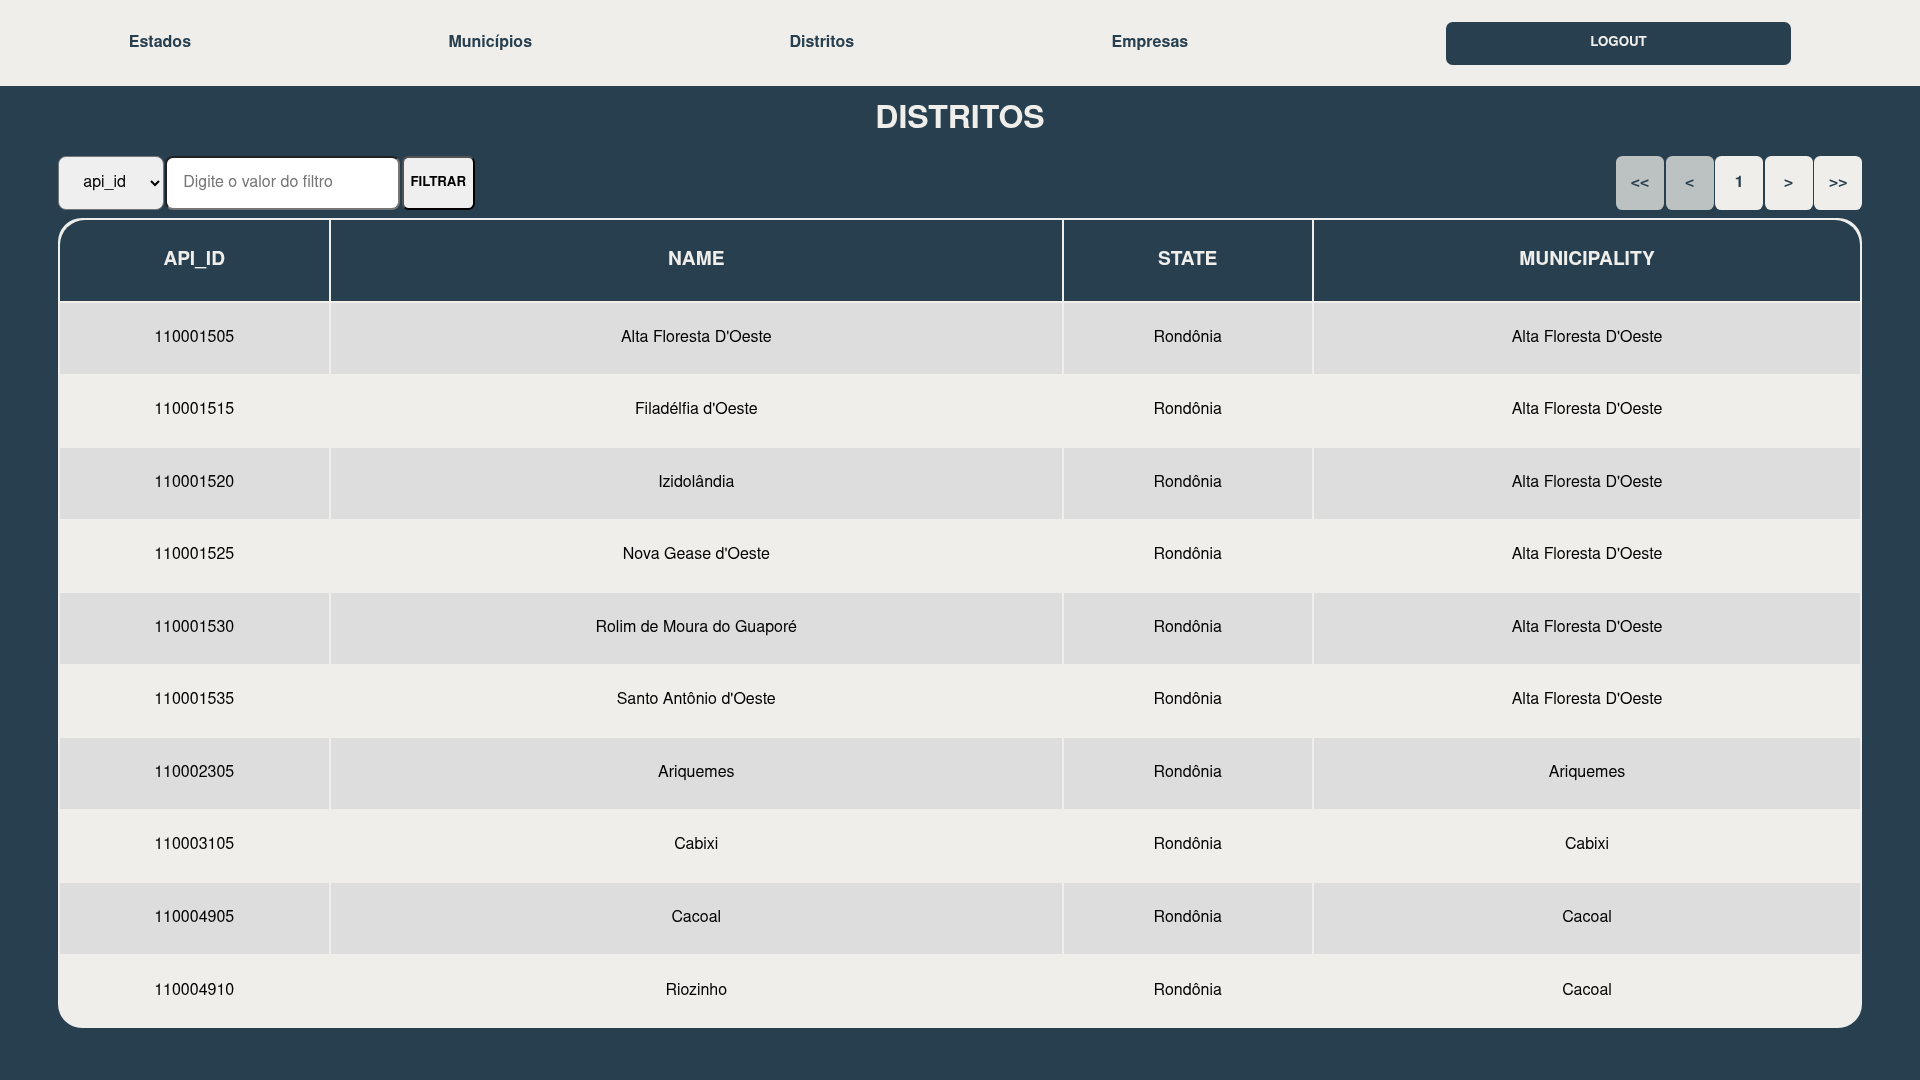 Estados Municípios Distritos Empresas LOGOUT
DISTRITOS
api_id Digite o valor do filtro FILTRAR << < 1 > >>
API_ID NAME STATE MUNICIPALITY
110001505 Alta Floresta D'Oeste Rondônia Alta Floresta D'Oeste
110001515 Filadélfia d'Oeste Rondônia Alta Floresta D'Oeste
110001520 Izidolândia Rondônia Alta Floresta D'Oeste
110001525 Nova Gease d'Oeste Rondônia Alta Floresta D'Oeste
110001530 Rolim de Moura do Guaporé Rondônia Alta Floresta D'Oeste
110001535 Santo Antônio d'Oeste Rondônia Alta Floresta D'Oeste
110002305 Ariquemes Rondônia Ariquemes
110003105 Cabixi Rondônia Cabixi
110004905 Cacoal Rondônia Cacoal
110004910 Riozinho Rondônia Cacoal